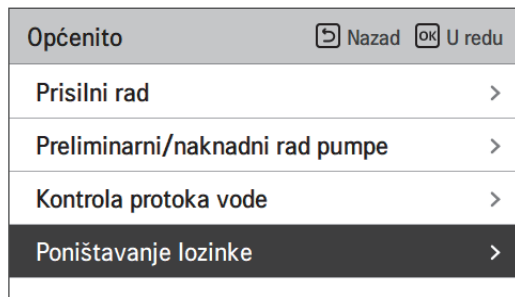 Općenito Nazad OK U redu
Prisilni rad >
Preliminarni/naknadni rad pumpe >
Kontrola protoka vode >
Poništavanje lozinke >